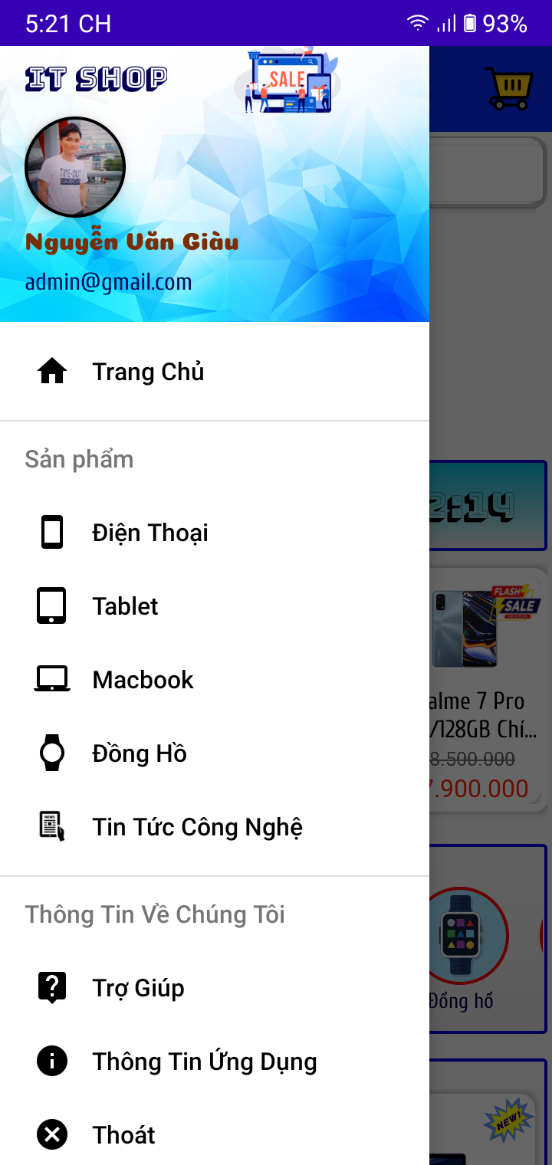 5:21 CH
93%
IT SHOP
SALE
Nguyễn Văn Giàu
admin@gmail.com
Trang Chủ
Sản phẩm
Điện Thoại
Tablet
Macbook
Đồng Hồ
Tin Tức Công Nghệ
Thông Tin Về Chúng Tôi
Trợ Giúp
Thông Tin Ứng Dụng
Thoát
2:14
FLASH
SALE
alme 7 Pro
/128GB Chí...
8.500.000
7.900.000
Đồng hồ
NEW!